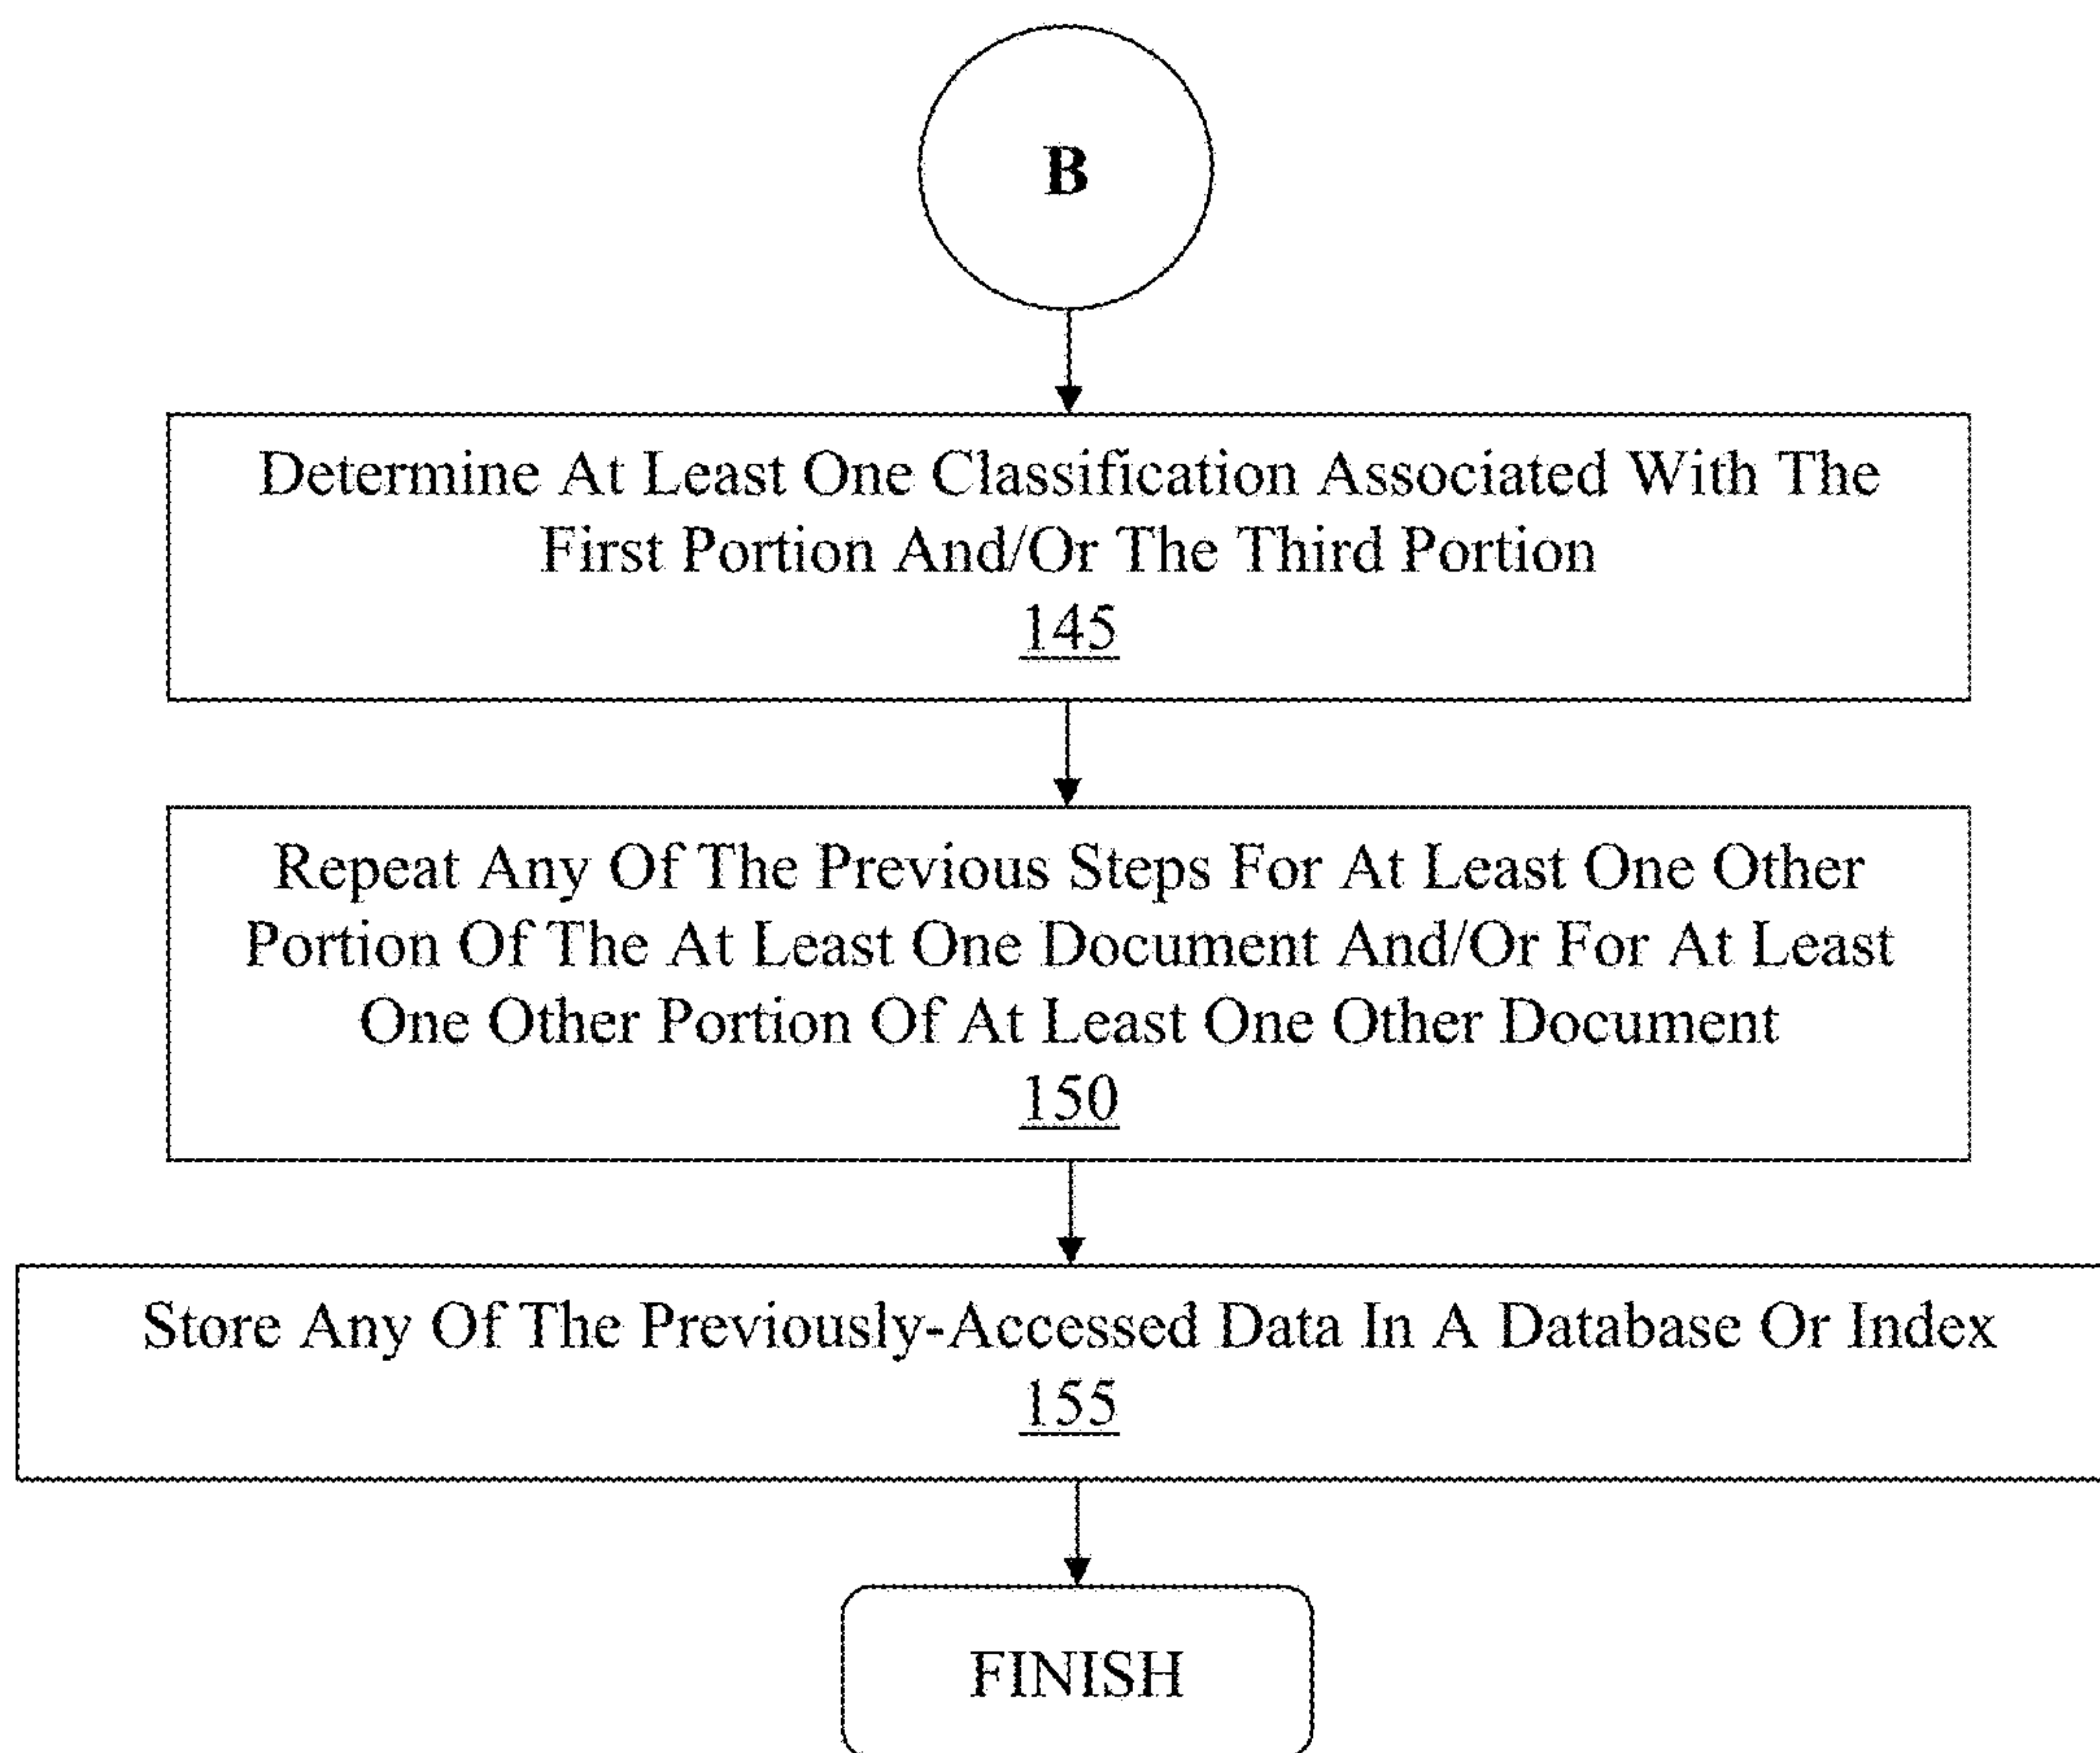 B
Determine At Least One Classification Associated With The
First Portion And/Or The Third Portion
145
Repeat Any Of The Previous Steps For At Least One Other
Portion Of The At Least One Document And/Or For At Least
One Other Portion Of At Least One Other Document
150
Store Any Of The Previously-Accessed Data In A Database Or Index
155
FINISH